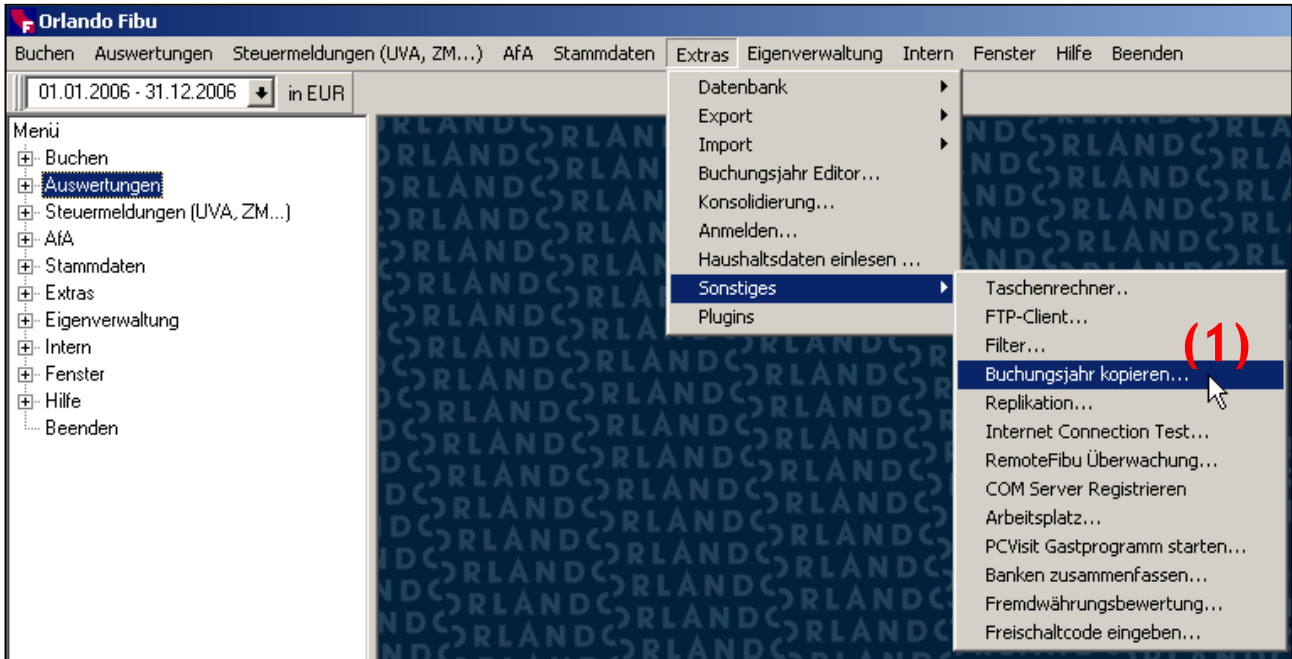 Orlando Fibu
Buchen Auswertungen Steuermeldungen (UVA, ZM...) AfA Stammdaten Extras Eigenverwaltung Intern Fenster Hilfe Beenden
01.01.2006 - 31.12.2006 in EUR
Menü
Buchen
Auswertungen
Steuermeldungen (UVA, ZM...)
AfA
Stammdaten
Extras
Eigenverwaltung
Intern
Fenster
Hilfe
Beenden
Datenbank
Export
Import
Buchungsjahr Editor...
Konsolidierung...
Anmelden...
Haushaltsdaten einlesen ...
Sonstiges
Plugins
Taschenrechner..
FTP-Client...
Filter...
(1)
Buchungsjahr kopieren...
Replikation...
Internet Connection Test...
RemoteFibu Überwachung...
COM Server Registrieren
Arbeitsplatz...
PCVisit Gastprogramm starten...
Banken zusammenfassen...
Fremdwährungsbewertung...
Freischaltcode eingeben...
ORLANDO